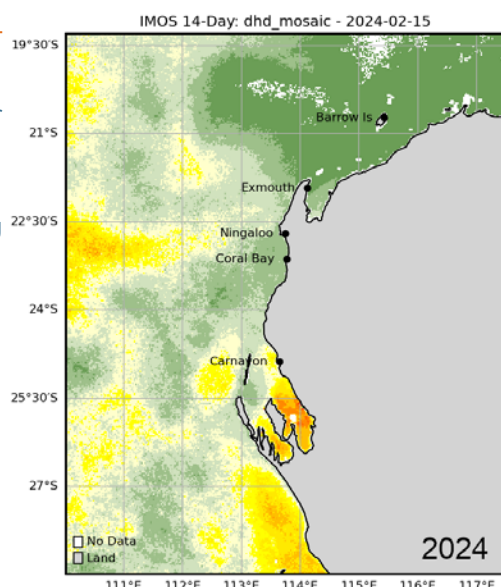 IMOS 14-Day: dhd_mosaic - 2024-02-15
19°30'S
Barrow Is
21°S
Exmouth
22°30'S
Ningaloo
Coral Bay
24°S
Carnavon
25°30'S
27°S
No Data
Land
2024
111°E 112°E 113°E 114°E 115°E 116°E 117°E